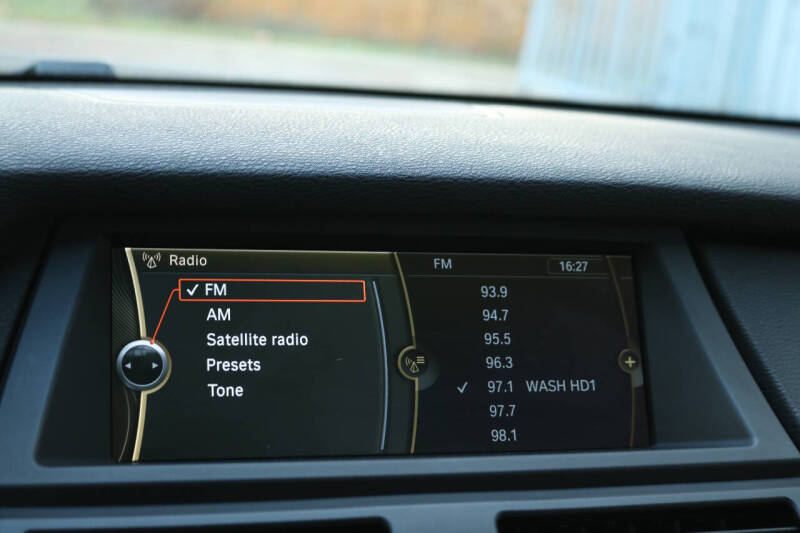 Radio
FM
AM
Satellite radio
Presets
Tone
FM 16:27
93.9
94.7
95.5
96.3
97.1 WASH HD1
97.7
98.1